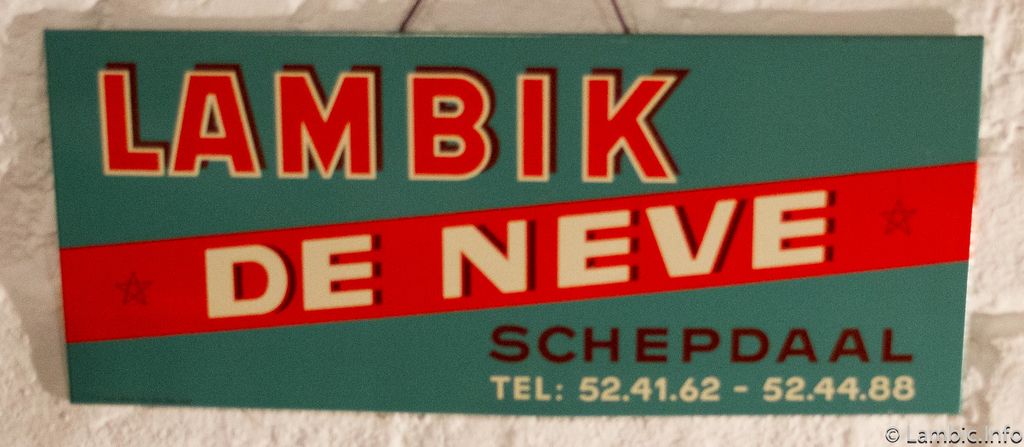 LAMBIK
DE NEVE
SCHEPDAAL
TEL: 52.41.62 - 52.44.88
© Lambic.Info